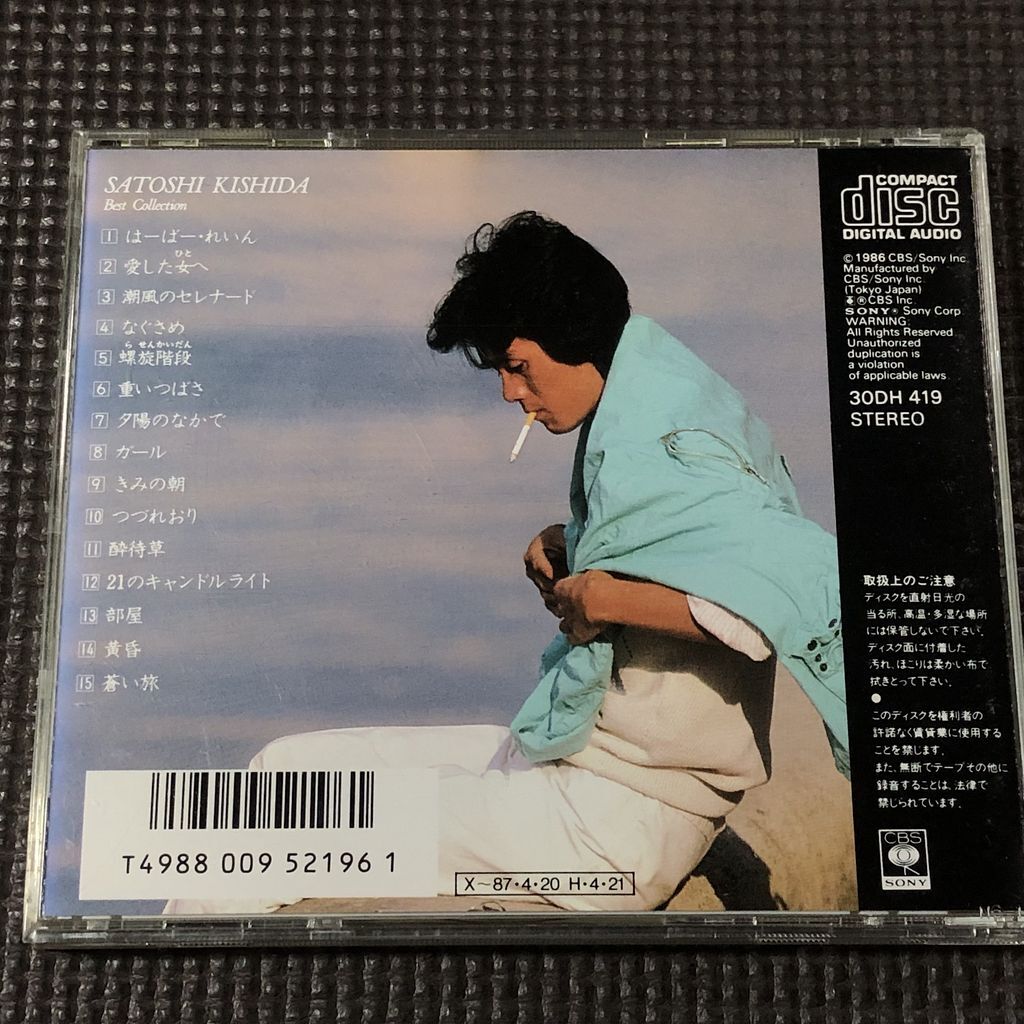 SATOSHI KISHIDA
Best Collection
1 はーばー・れいん
ひと
2 愛した女へ
3 潮風のセレナード
4 なぐさめ
らせんかいだん
5 螺旋階段
6 重いつばさ
7 夕陽のなかで
8 ガール
9 きみの朝
10 つづれおり
11 酔待草
12 21のキャンドルライト
13 部屋
14 黄昏
15 蒼い旅
T4988 009 52196 1
X~87・4・20 H・4・21
COMPACT
disc
DIGITAL AUDIO
© 1986 CBS/Sony Inc.
Manufactured by
CBS/Sony Inc.
(Tokyo Japan)
®CBS Inc.
SONY® Sony Corp.
WARNING:
All Rights Reserved.
Unauthorized
duplication is
a violation
of applicable laws.
30DH 419
STEREO
取扱上のご注意
ディスクを直射日光の
当る所、高温・多湿な場所
には保管しないで下さい。
ディスク面に付着した
汚れ、ほこりは柔かい布で
拭きとって下さい。
●
このディスクを権利者の
許諾なく賃貸業に使用する
ことを禁じます。
また、無断でテープその他に
録音することは、法律で
禁じられています。
CBS
SONY